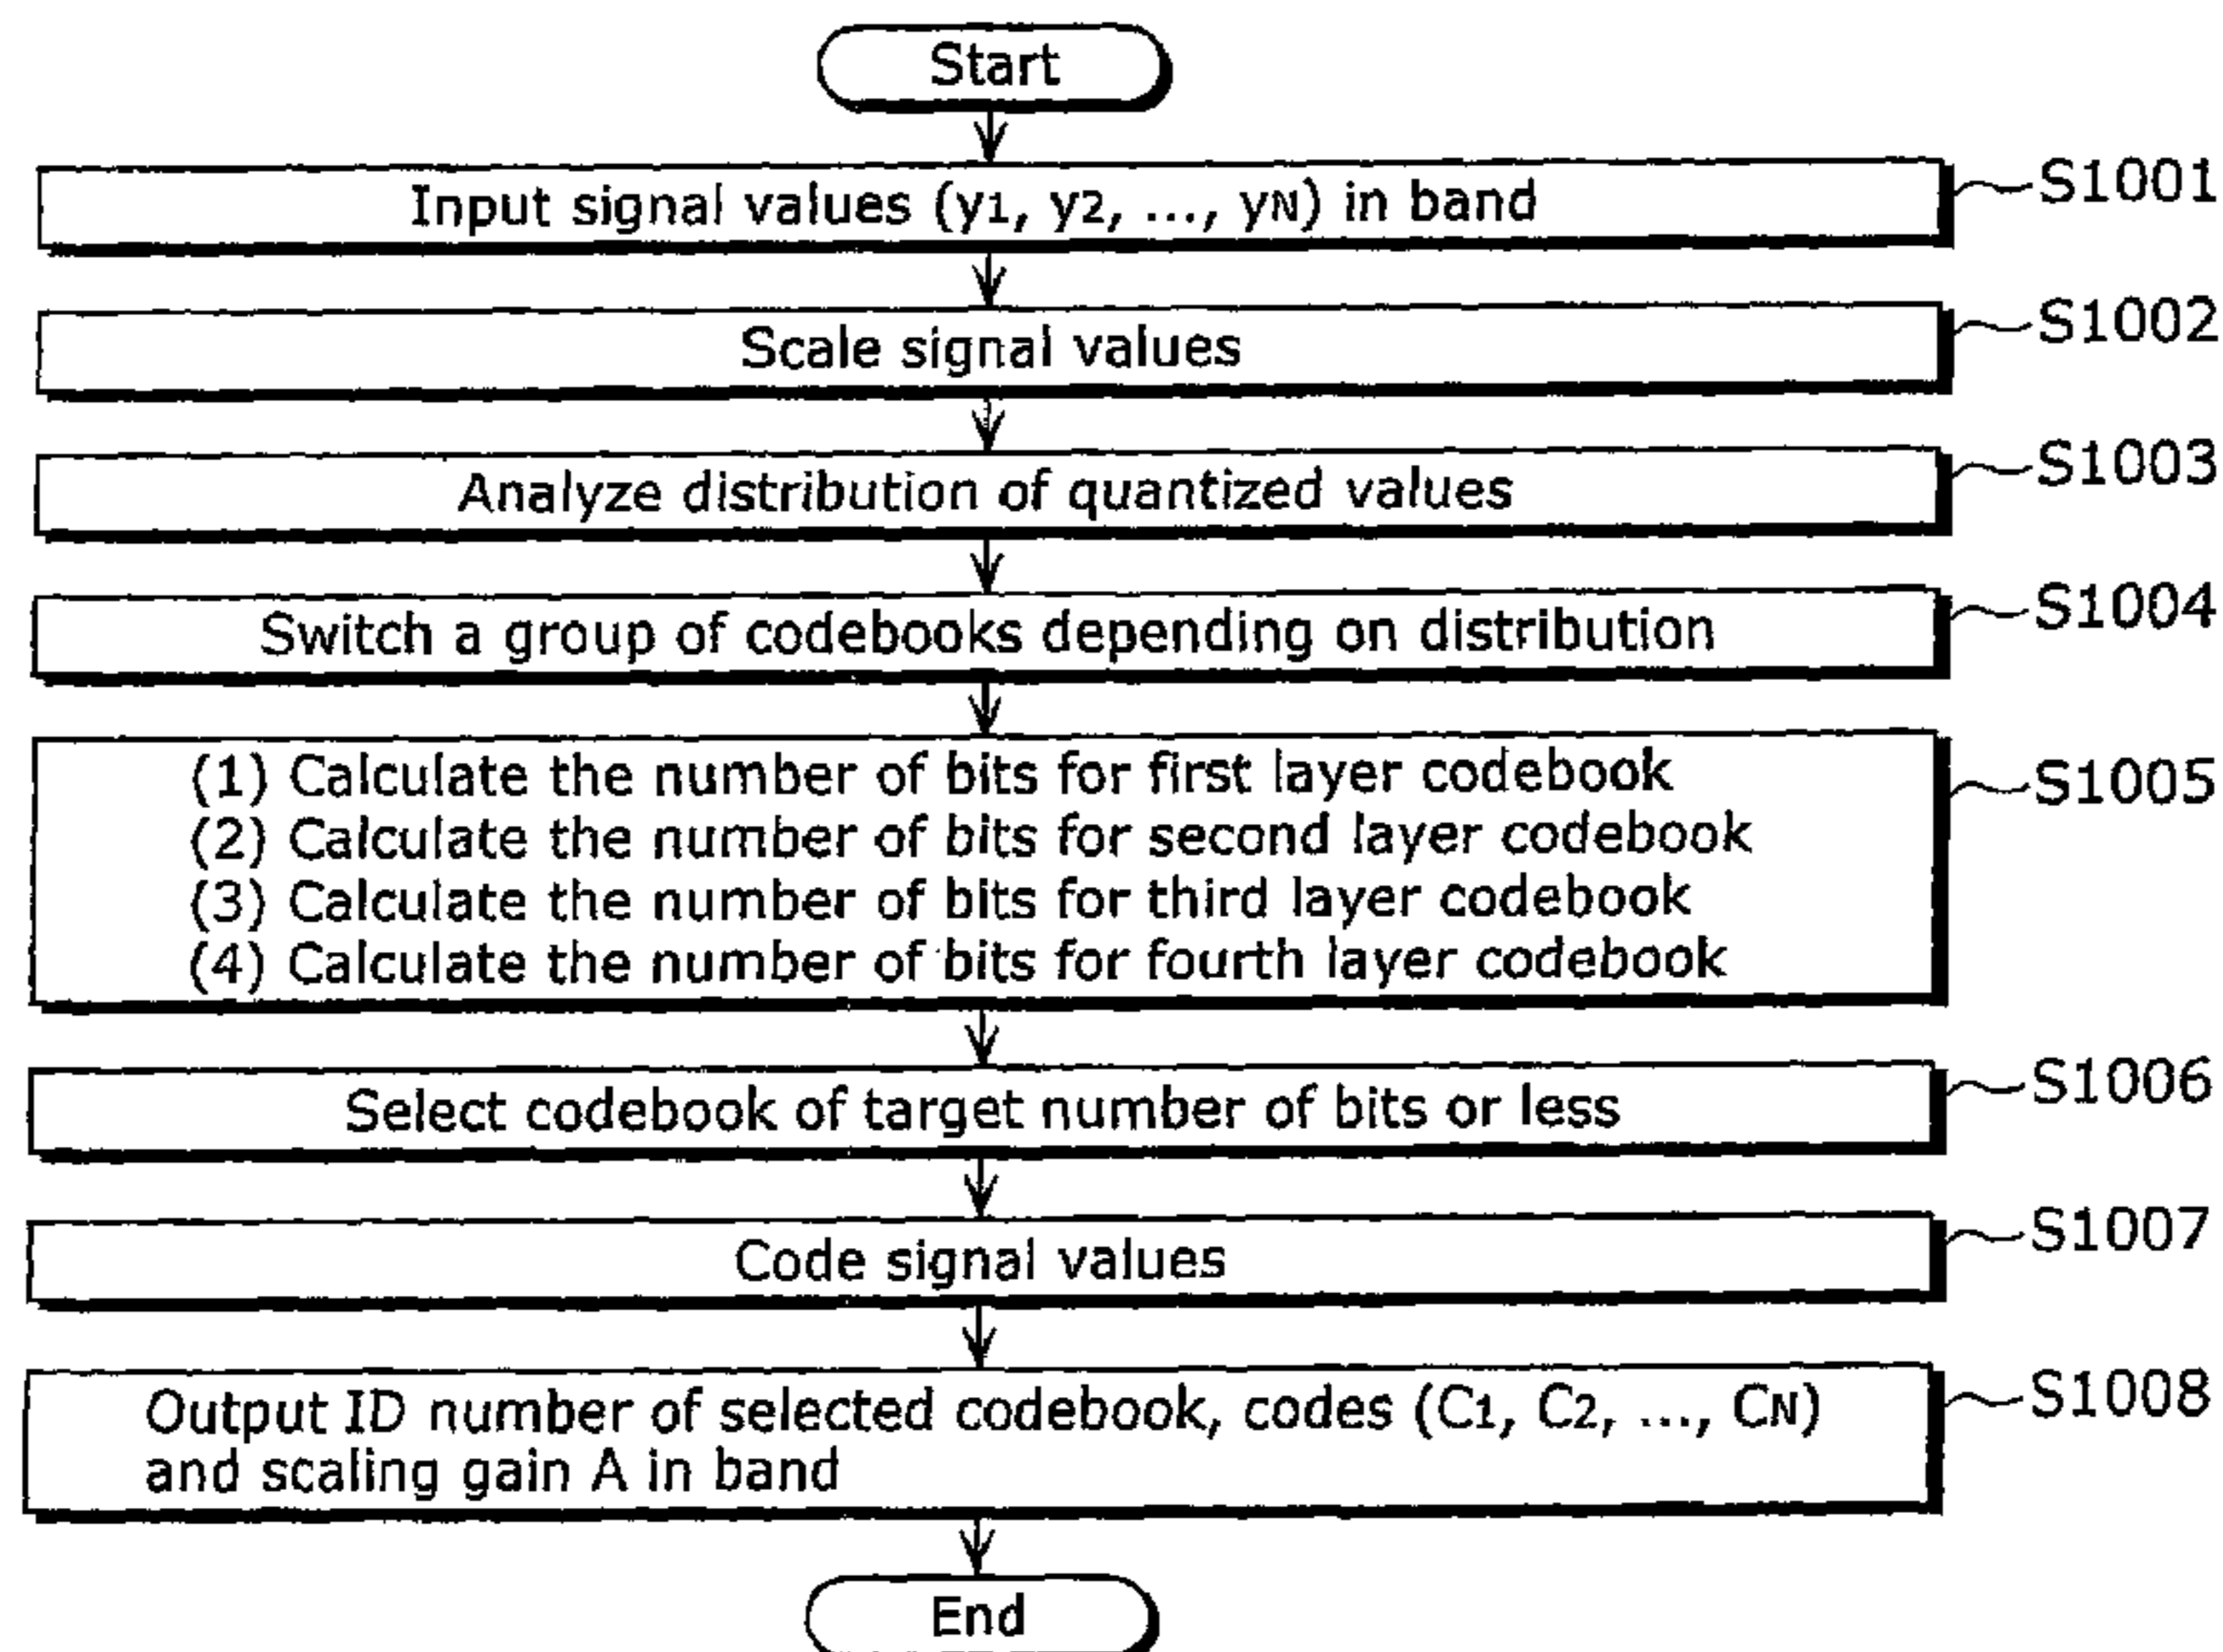 Start
Input signal values (y1, y2, ..., yN) in band
S1001
Scale signal values
S1002
Analyze distribution of quantized values
S1003
Switch a group of codebooks depending on distribution
S1004
(1) Calculate the number of bits for first layer codebook
(2) Calculate the number of bits for second layer codebook
(3) Calculate the number of bits for third layer codebook
(4) Calculate the number of bits for fourth layer codebook
S1005
Select codebook of target number of bits or less
S1006
Code signal values
S1007
Output ID number of selected codebook, codes (C1, C2, ..., CN)
and scaling gain A in band
S1008
End